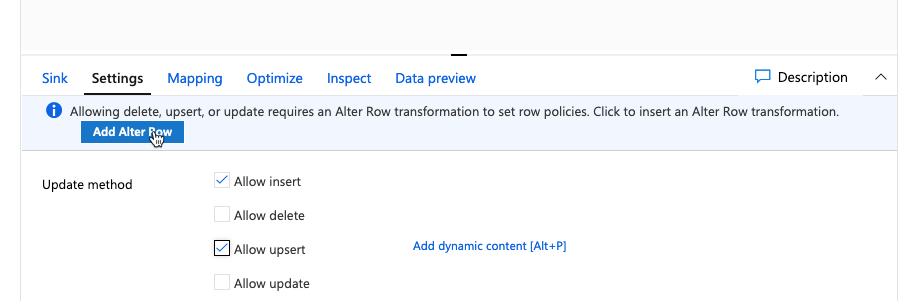 Sink Settings Mapping Optimize Inspect Data preview Description
Allowing delete, upsert, or update requires an Alter Row transformation to set row policies. Click to insert an Alter Row transformation.
Add Alter Row
Update method Allow insert
Allow delete
Allow upsert Add dynamic content [Alt+P]
Allow update